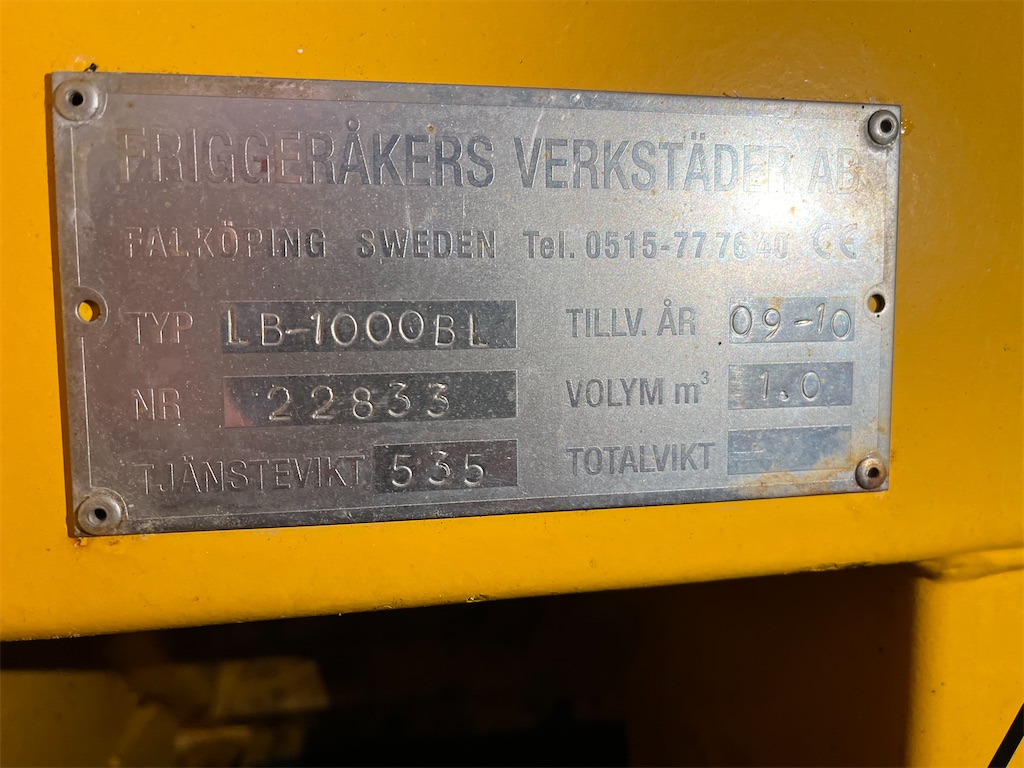 FRIGGERÅKERS VERKSTÄDER AB
FALKÖPING SWEDEN Tel. 0515-77 76 40 CE
TYP LB-1000BL TILLV. ÅR 09-10
NR 22833 VOLYM m³ 1.0
TJÄNSTEVIKT 535 TOTALVIKT -